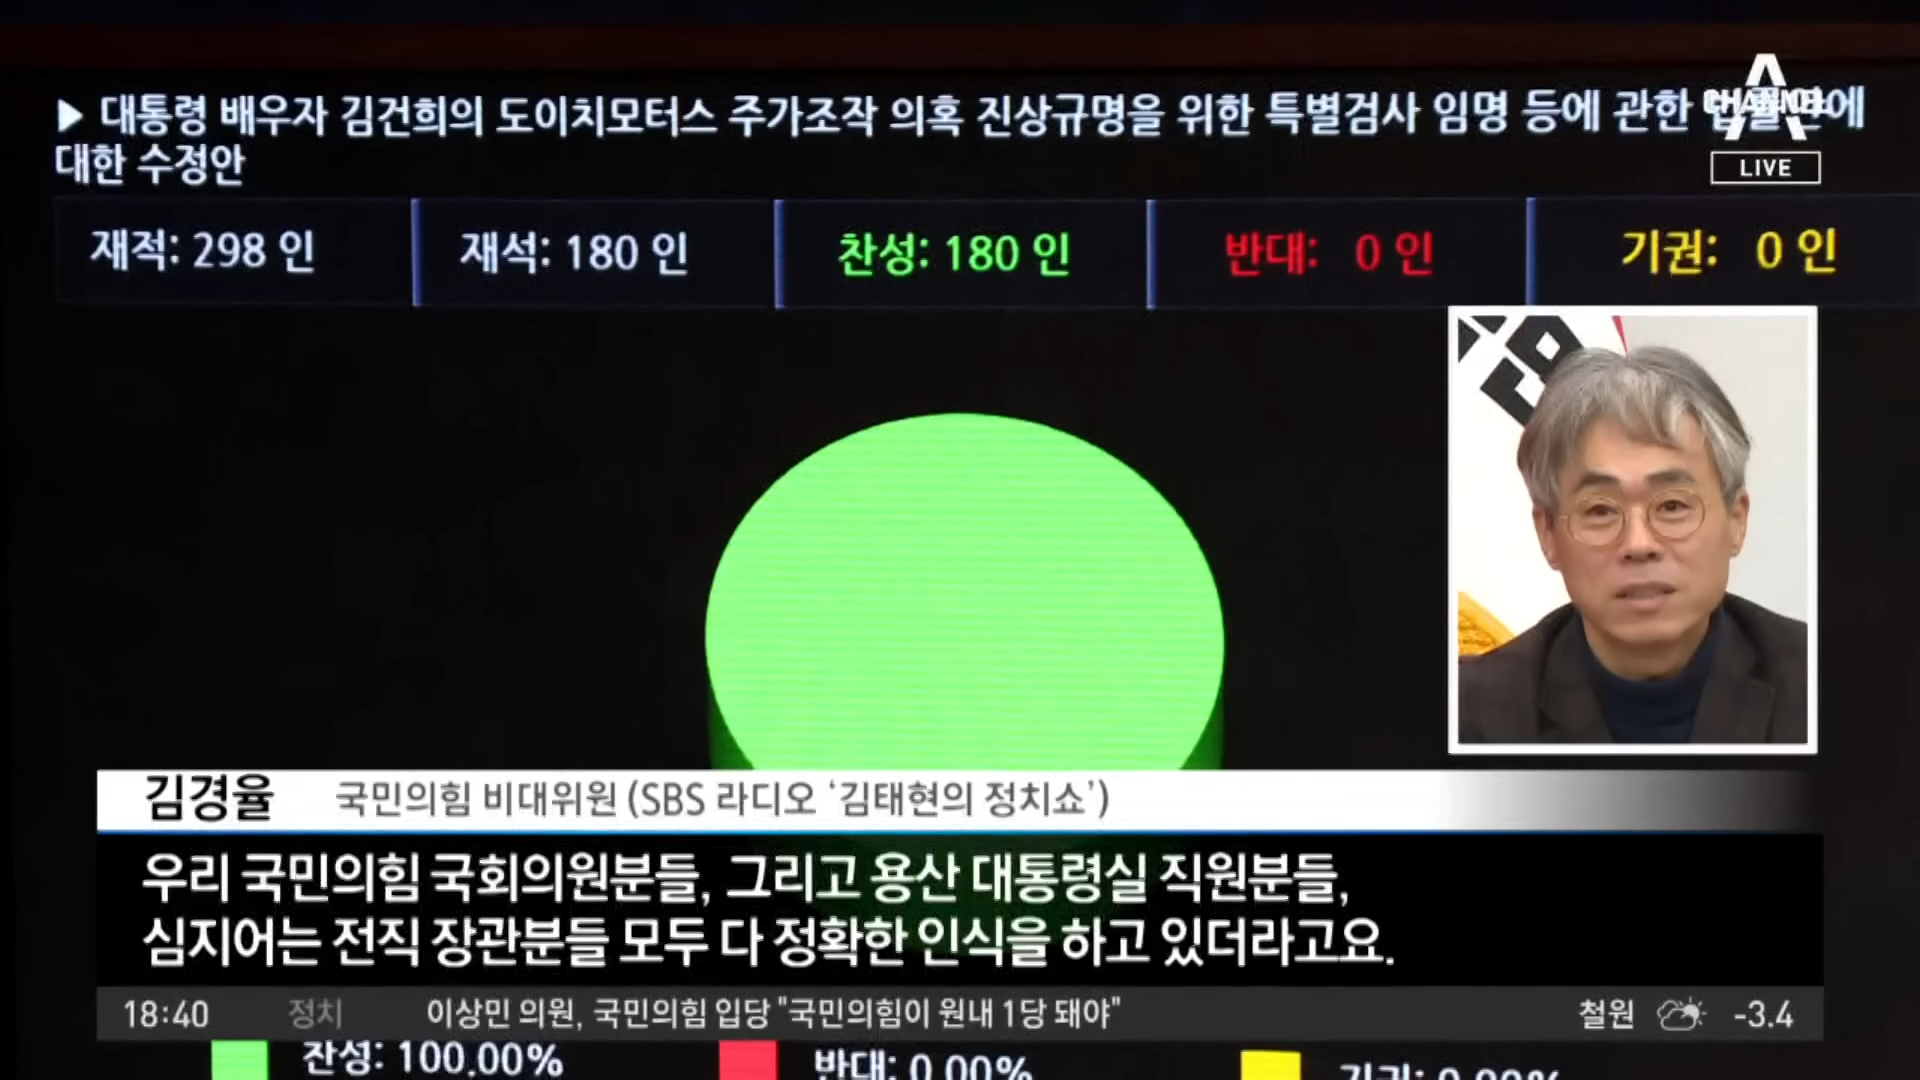 ▶ 대통령 배우자 김건희의 도이치모터스 주가조작 의혹 진상규명을 위한 특별검사 임명 등에 관한
대한 수정안
CHANNEL A
LIVE
재적: 298 인
재석: 180 인
찬성: 180 인
반대: 0 인
기권: 0 인
김경율 국민의힘 비대위원 (SBS 라디오 ‘김태현의 정치쇼’)
우리 국민의힘 국회의원분들, 그리고 용산 대통령실 직원분들,
심지어는 전직 장관분들 모두 다 정확한 인식을 하고 있더라고요.
18:40 정치 이상민 의원, 국민의힘 입당 "국민의힘이 원내 1당 돼야" 철원 -3.4
찬성: 100.00%
반대: 0.00%
기권: 0.00%